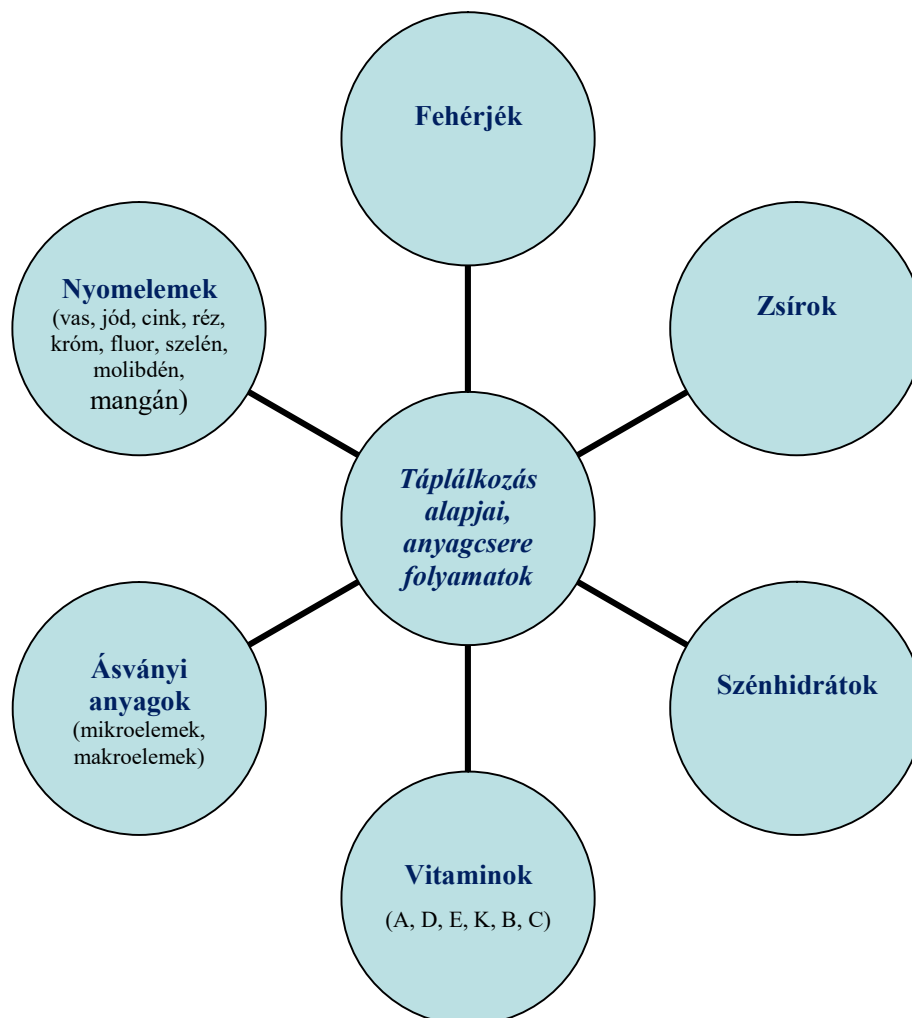 Fehérjék
Zsírok
Szénhidrátok
Vitaminok
(A, D, E, K, B, C)
Ásványi
anyagok
(mikroelemek,
makroelemek)
Nyomelemek
(vas, jód, cink, réz,
króm, fluor, szelén,
molibdén,
mangán)
Táplálkozás
alapjai,
anyagcsere
folyamatok